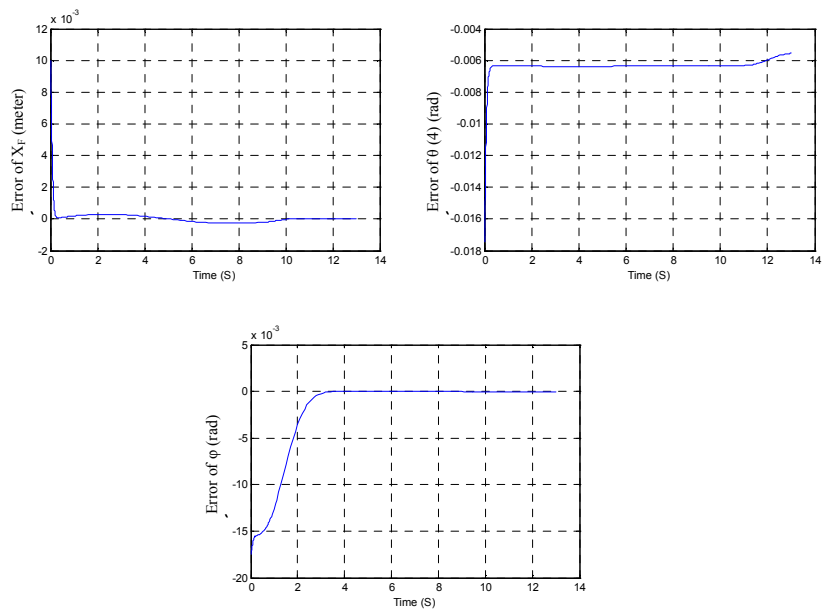 x 10⁻³
12
10
8
6
4
2
0
-2
0 2 4 6 8 10 12 14
Time (S)
Error of X_F (meter)
-0.004
-0.006
-0.008
-0.01
-0.012
-0.014
-0.016
-0.018
0 2 4 6 8 10 12 14
Time (S)
Error of θ (4) (rad)
x 10⁻³
5
0
-5
-10
-15
-20
0 2 4 6 8 10 12 14
Time (S)
Error of φ (rad)